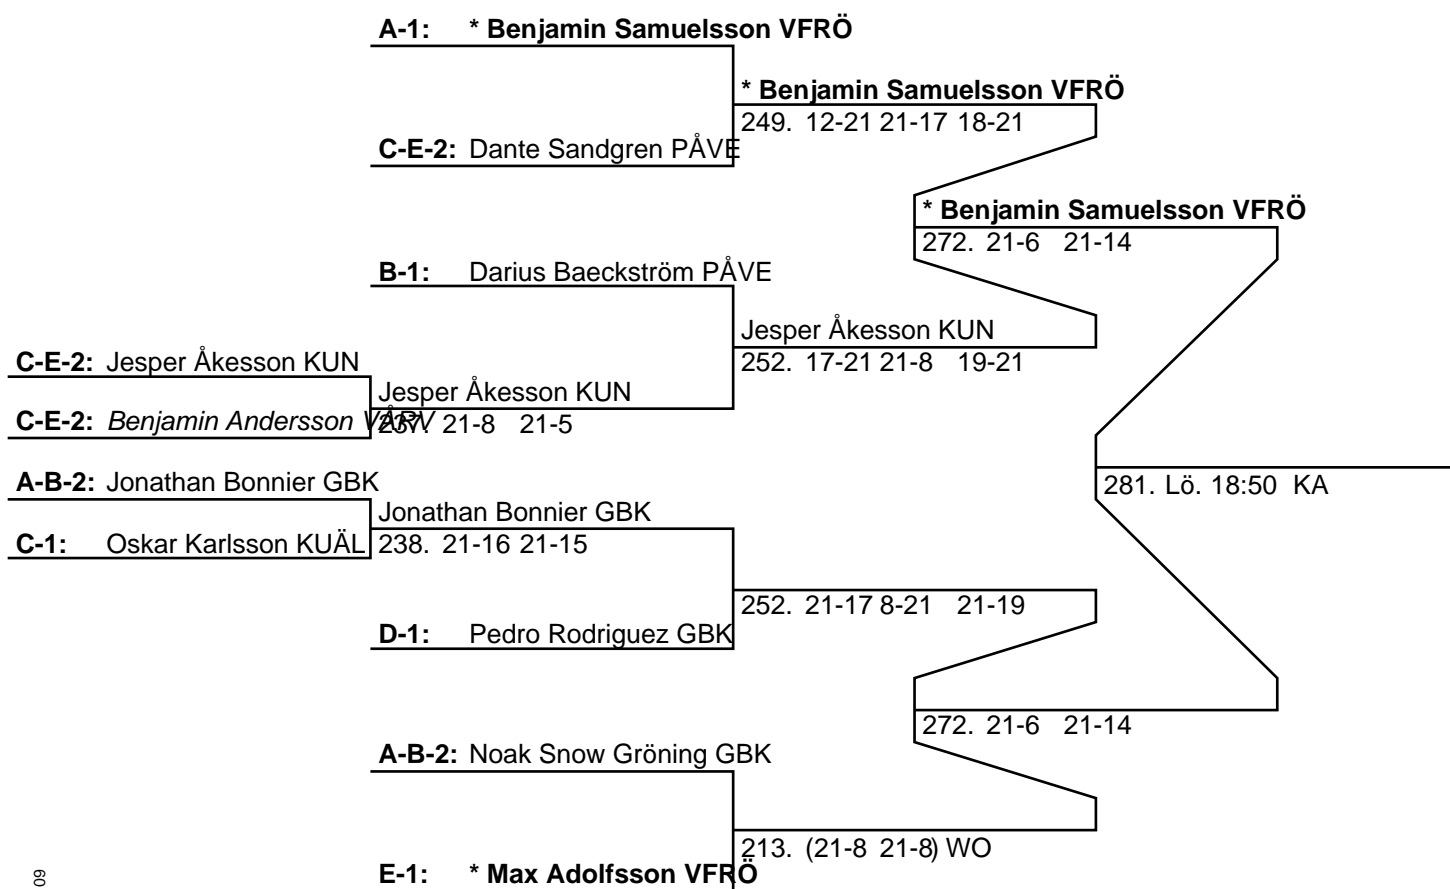 A-1: * Benjamin Samuelsson VFRÖ
* Benjamin Samuelsson VFRÖ
249. 12-21 21-17 18-21
C-E-2: Dante Sandgren PÅVE
* Benjamin Samuelsson VFRÖ
272. 21-6 21-14
B-1: Darius Baeckström PÅVE
Jesper Åkesson KUN
252. 17-21 21-8 19-21
C-E-2: Jesper Åkesson KUN
Jesper Åkesson KUN
C-E-2: Benjamin Andersson VÅRV
237. 21-8 21-5
A-B-2: Jonathan Bonnier GBK
281. Lö. 18:50 KA
Jonathan Bonnier GBK
C-1: Oskar Karlsson KUÄL
238. 21-16 21-15
252. 21-17 8-21 21-19
D-1: Pedro Rodriguez GBK
272. 21-6 21-14
A-B-2: Noak Snow Gröning GBK
213. (21-8 21-8) WO
E-1: * Max Adolfsson VFRÖ
09